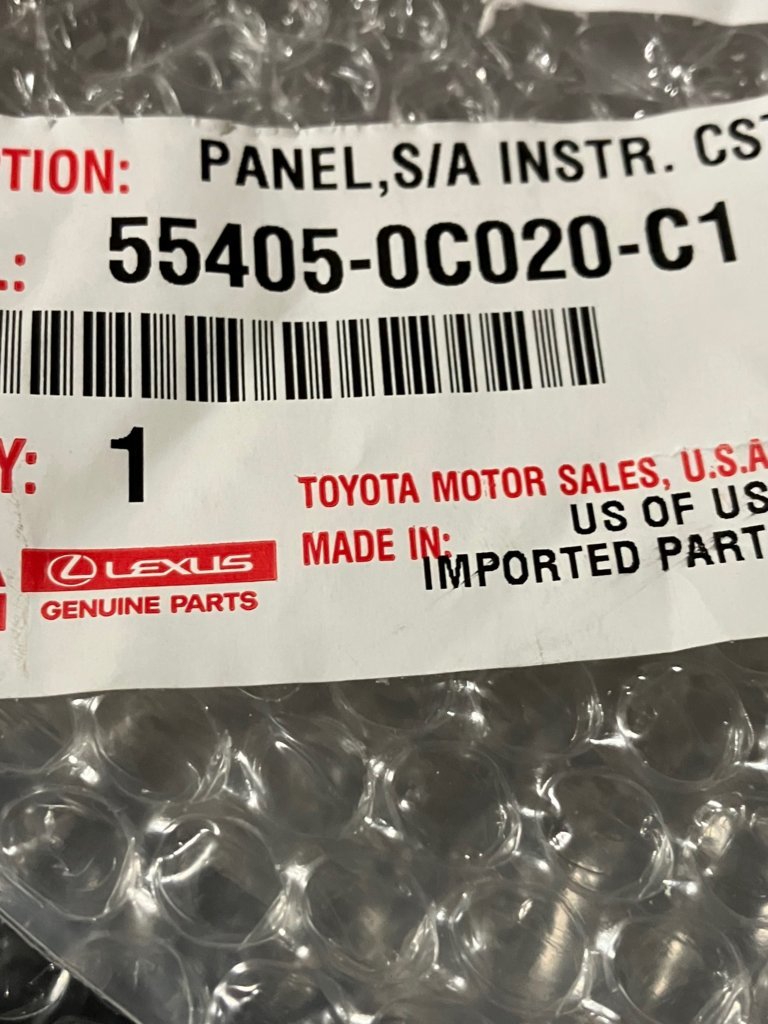 TION: PANEL,S/A INSTR. CST
.: 55405-0C020-C1
Y: 1
TOYOTA MOTOR SALES, U.S.A
MADE IN: US OF US
IMPORTED PART
LEXUS
GENUINE PARTS